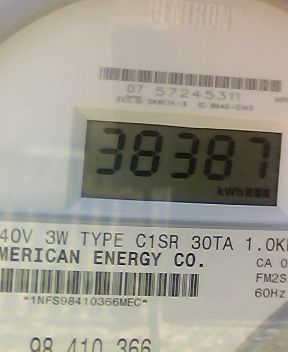 CENTRON®
07 57245311
38387
kWh
40V 3W TYPE C1SR 30TA 1.0K
MERICAN ENERGY CO.
CA 0
FM2S
*1NFS98410366MEC*
60Hz
98 410 366